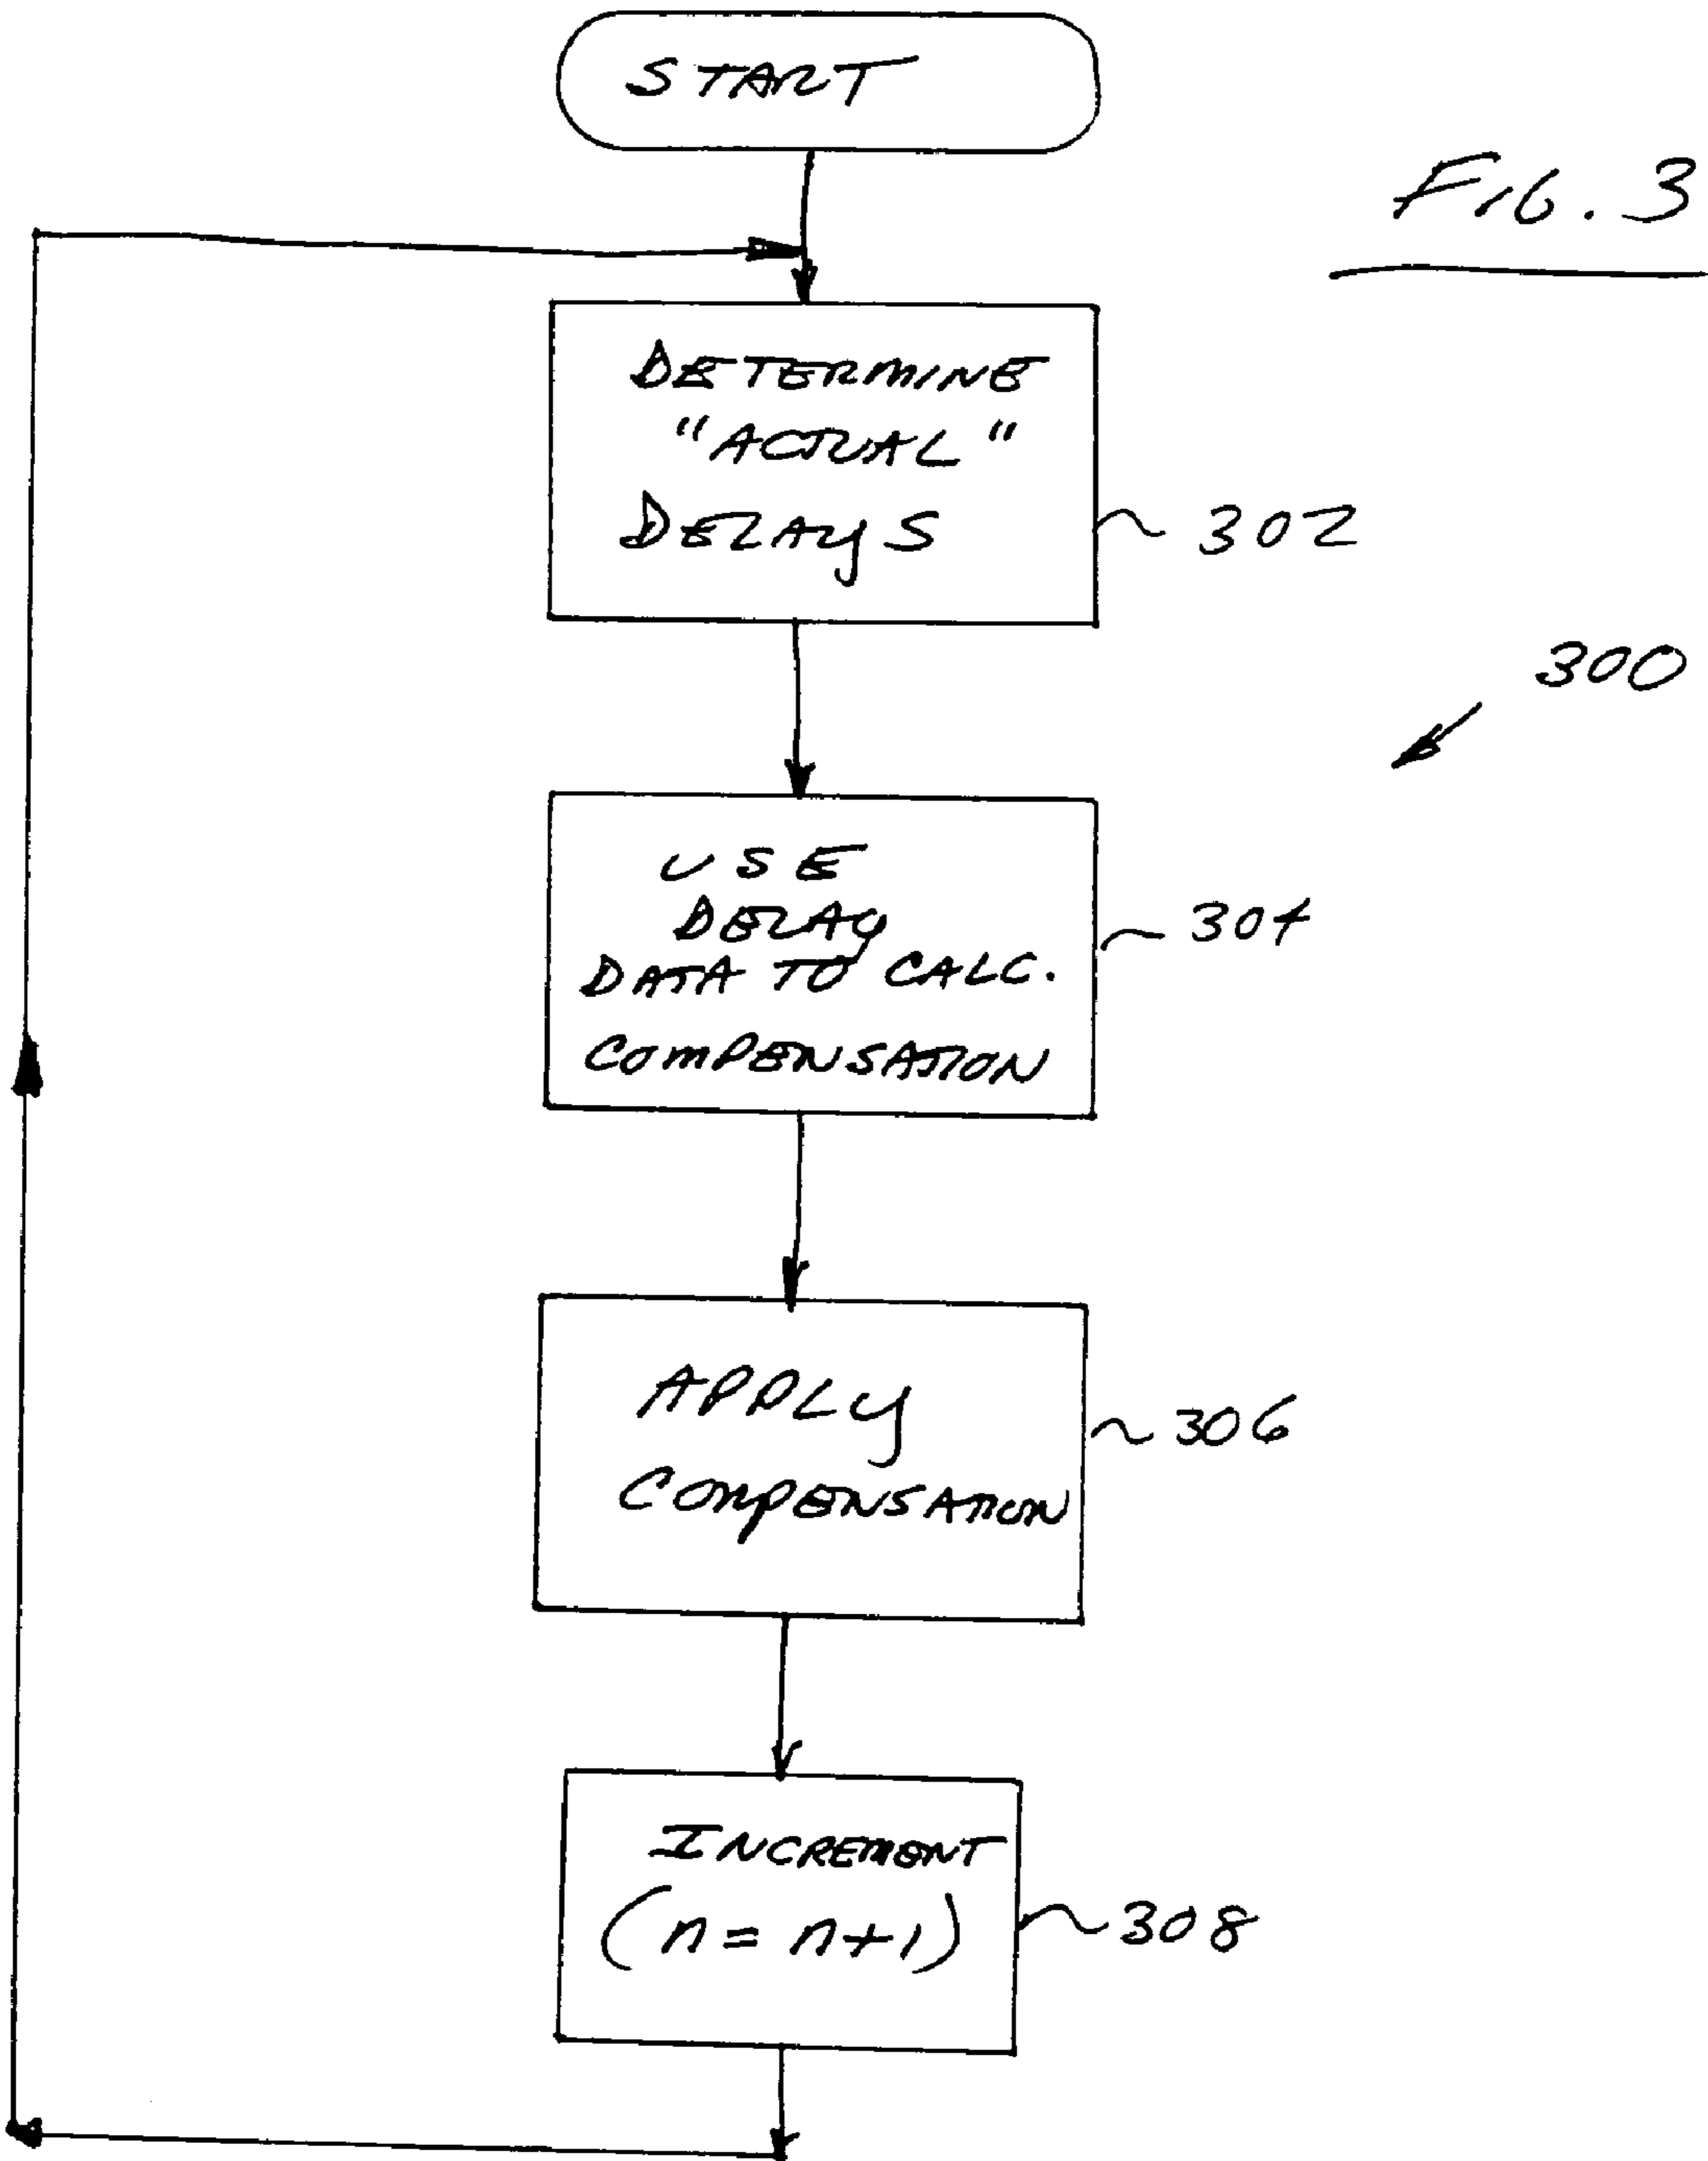 START
FIG. 3
DETERMINE
"ACTUAL"
DELAYS
302
300
USE
DELAY
DATA TO CALC.
COMPENSATION
304
APPLY
COMPENSATION
306
INCREMENT
(n = n+1)
308